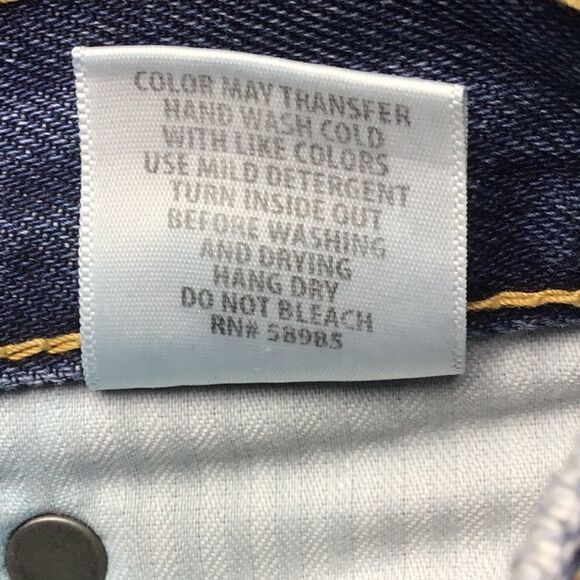 COLOR MAY TRANSFER
HAND WASH COLD
WITH LIKE COLORS
USE MILD DETERGENT
TURN INSIDE OUT
BEFORE WASHING
AND DRYING
HANG DRY
DO NOT BLEACH
RN# 58985